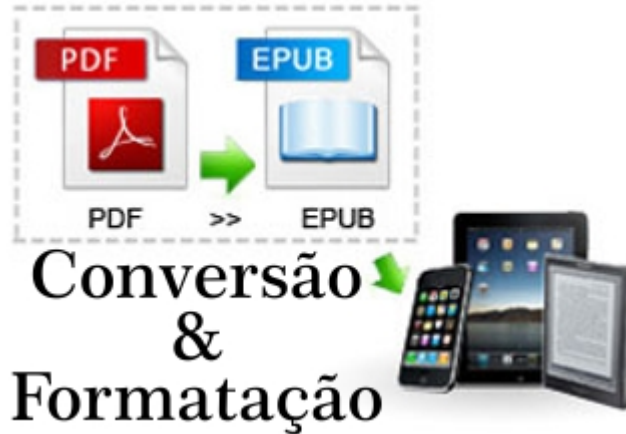 PDF EPUB
PDF >> EPUB
Conversão
&
Formatação